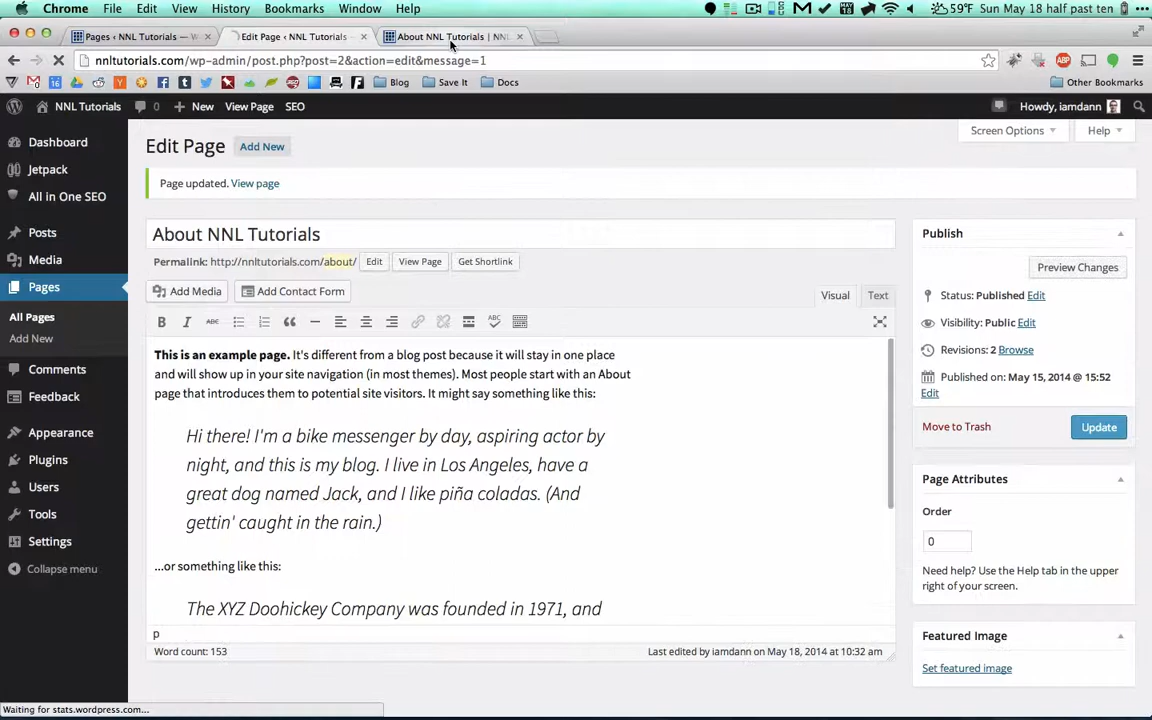 Chrome File Edit View History Bookmarks Window Help
59°F Sun May 18 half past ten
Pages ‹ NNL Tutorials — W
Edit Page ‹ NNL Tutorials
About NNL Tutorials | NNL
nnltutorials.com/wp-admin/post.php?post=2&action=edit&message=1
Blog Save It Docs Other Bookmarks
NNL Tutorials 0 New View Page SEO Howdy, iamdann
Dashboard
Jetpack
All in One SEO
Posts
Media
Pages
All Pages
Add New
Comments
Feedback
Appearance
Plugins
Users
Tools
Settings
Collapse menu
Screen Options Help
Edit Page Add New
Page updated. View page
About NNL Tutorials
Permalink: http://nnltutorials.com/about/ Edit View Page Get Shortlink
Add Media Add Contact Form
Visual Text
B I ABC ABC
This is an example page. It's different from a blog post because it will stay in one place
and will show up in your site navigation (in most themes). Most people start with an About
page that introduces them to potential site visitors. It might say something like this:
Hi there! I'm a bike messenger by day, aspiring actor by
night, and this is my blog. I live in Los Angeles, have a
great dog named Jack, and I like piña coladas. (And
gettin' caught in the rain.)
...or something like this:
The XYZ Doohickey Company was founded in 1971, and
p
Word count: 153 Last edited by iamdann on May 18, 2014 at 10:32 am
Publish
Preview Changes
Status: Published Edit
Visibility: Public Edit
Revisions: 2 Browse
Published on: May 15, 2014 @ 15:52
Edit
Move to Trash Update
Page Attributes
Order
0
Need help? Use the Help tab in the upper
right of your screen.
Featured Image
Set featured image
Waiting for stats.wordpress.com...